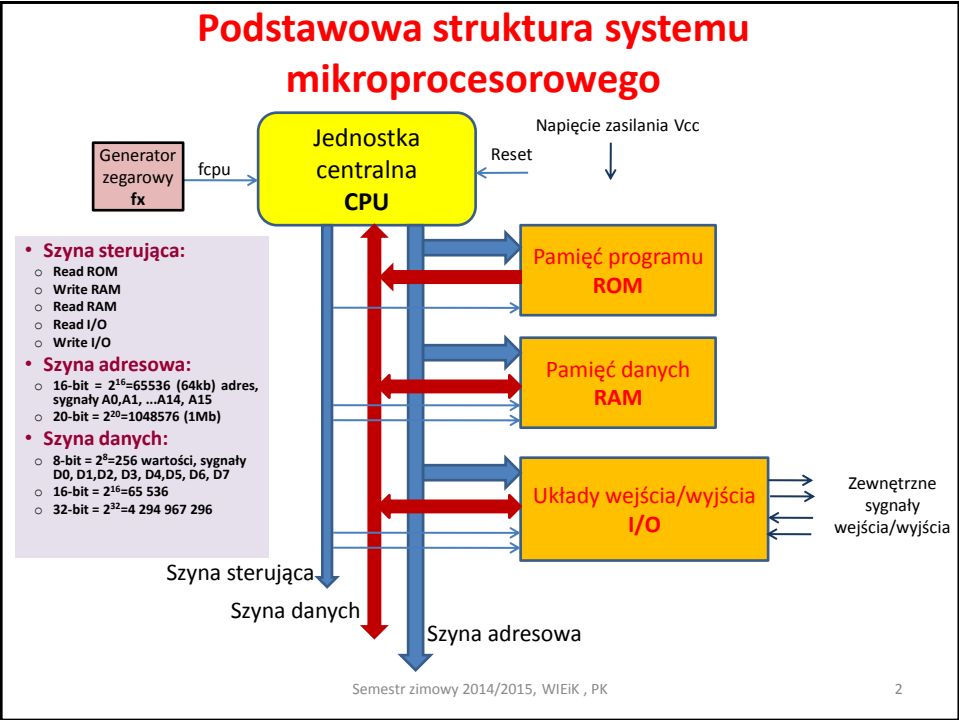 Podstawowa struktura systemu
mikroprocesorowego
Generator
zegarowy
fx
fcpu
Jednostka
centralna
CPU
Reset
Napięcie zasilania Vcc
• Szyna sterująca:
o Read ROM
o Write RAM
o Read RAM
o Read I/O
o Write I/O
• Szyna adresowa:
o 16-bit = 2¹⁶=65536 (64kb) adres,
sygnały A0,A1, ...A14, A15
o 20-bit = 2²⁰=1048576 (1Mb)
• Szyna danych:
o 8-bit = 2⁸=256 wartości, sygnały
D0, D1,D2, D3, D4,D5, D6, D7
o 16-bit = 2¹⁶=65 536
o 32-bit = 2³²=4 294 967 296
Pamięć programu
ROM
Pamięć danych
RAM
Układy wejścia/wyjścia
I/O
Zewnętrzne
sygnały
wejścia/wyjścia
Szyna sterująca
Szyna danych
Szyna adresowa
Semestr zimowy 2014/2015, WIEiK , PK
2